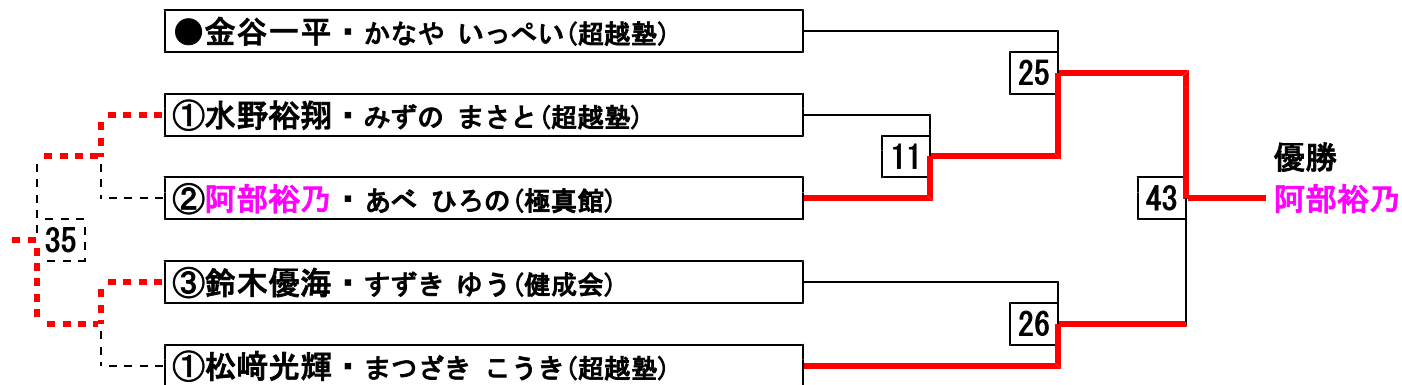 ●金谷一平・かなや いっぺい(超越塾)
25
①水野裕翔・みずの まさと(超越塾)
11
優勝
②阿部裕乃・あべ ひろの(極真館)
43
阿部裕乃
35
③鈴木優海・すずき ゆう(健成会)
26
①松﨑光輝・まつざき こうき(超越塾)